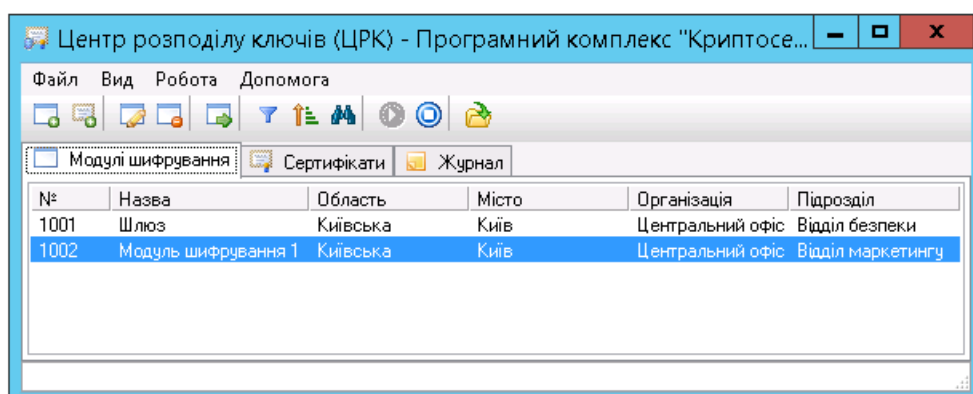 Центр розподілу ключів (ЦРК) - Програмний комплекс "Криптосе...
Файл Вид Робота Допомога
Модулі шифрування Сертифікати Журнал
№ Назва Область Місто Організація Підрозділ
1001 Шлюз Київська Київ Центральний офіс Відділ безпеки
1002 Модуль шифрування 1 Київська Київ Центральний офіс Відділ маркетингу